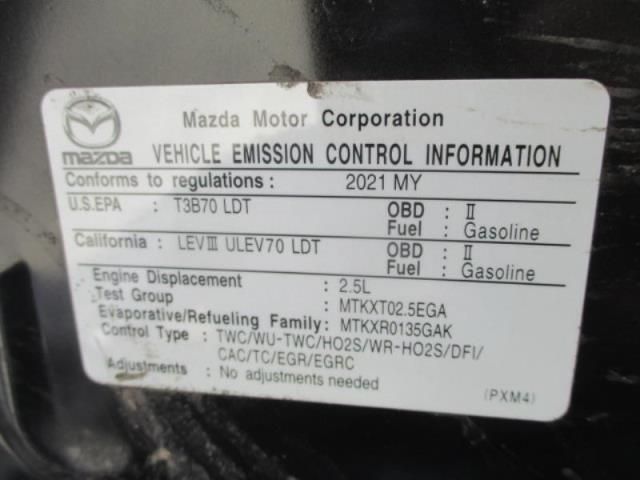 Mazda Motor Corporation
mazda VEHICLE EMISSION CONTROL INFORMATION
Conforms to regulations : 2021 MY
U.S.EPA : T3B70 LDT OBD : II
Fuel : Gasoline
California : LEVIII ULEV70 LDT OBD : II
Fuel : Gasoline
Engine Displacement : 2.5L
Test Group : MTKXT02.5EGA
Evaporative/Refueling Family: MTKXR0135GAK
Control Type : TWC/WU-TWC/HO2S/WR-HO2S/DFI/
CAC/TC/EGR/EGRC
Adjustments : No adjustments needed
(PXM4)